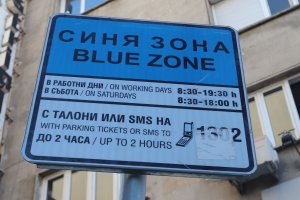 СИНЯ ЗОНА
BLUE ZONE
В РАБОТНИ ДНИ / ON WORKING DAYS 8:30-19:30 h
В СЪБОТА / ON SATURDAYS 8:30-18:00 h
С ТАЛОНИ ИЛИ SMS НА 1302
WITH PARKING TICKETS OR SMS TO
ДО 2 ЧАСА / UP TO 2 HOURS